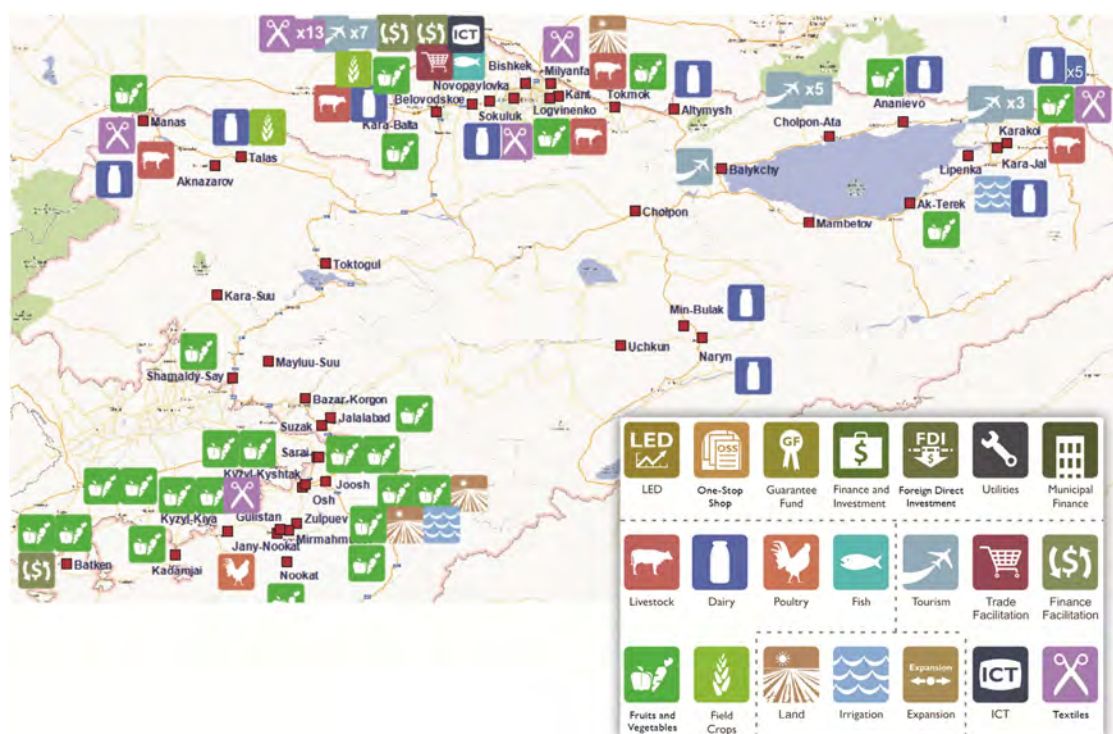 x13
x7
ICT
Bishkek
Milyanfa
Novopaylovka
Kant
Belovodskoe
Tokmok
Logvinenko
Altymysh
Kara-Balta
Sokuluk
x5
Ananievo
x5
x3
Manas
Cholpon-Ata
Karakol
Talas
Kara-Jal
Aknazarov
Balykchy
Lipenka
Ak-Terek
Cholpon
Mambetov
Toktogul
Kara-Suu
Min-Bulak
Uchkun
Naryn
Mayluu-Suu
Shamaldy-Say
Bazar-Korgon
Jalalabad
Suzak
Sarai
Kyzyl-Kyshtak
Joosh
Osh
Kyzyl-Kiya
Gulistan
Zulpuev
Jany-Nookat
Batken
Kadamjai
Nookat
LED
OSS
GF
FDI
LED
One-Stop
Shop
Guarantee
Fund
Finance and
Investment
Foreign Direct
Investment
Utilities
Municipal
Finance
Livestock
Dairy
Poultry
Fish
Tourism
Trade
Facilitation
Finance
Facilitation
Expansion
ICT
Fruits and
Vegetables
Field
Crops
Land
Irrigation
Expansion
ICT
Textiles